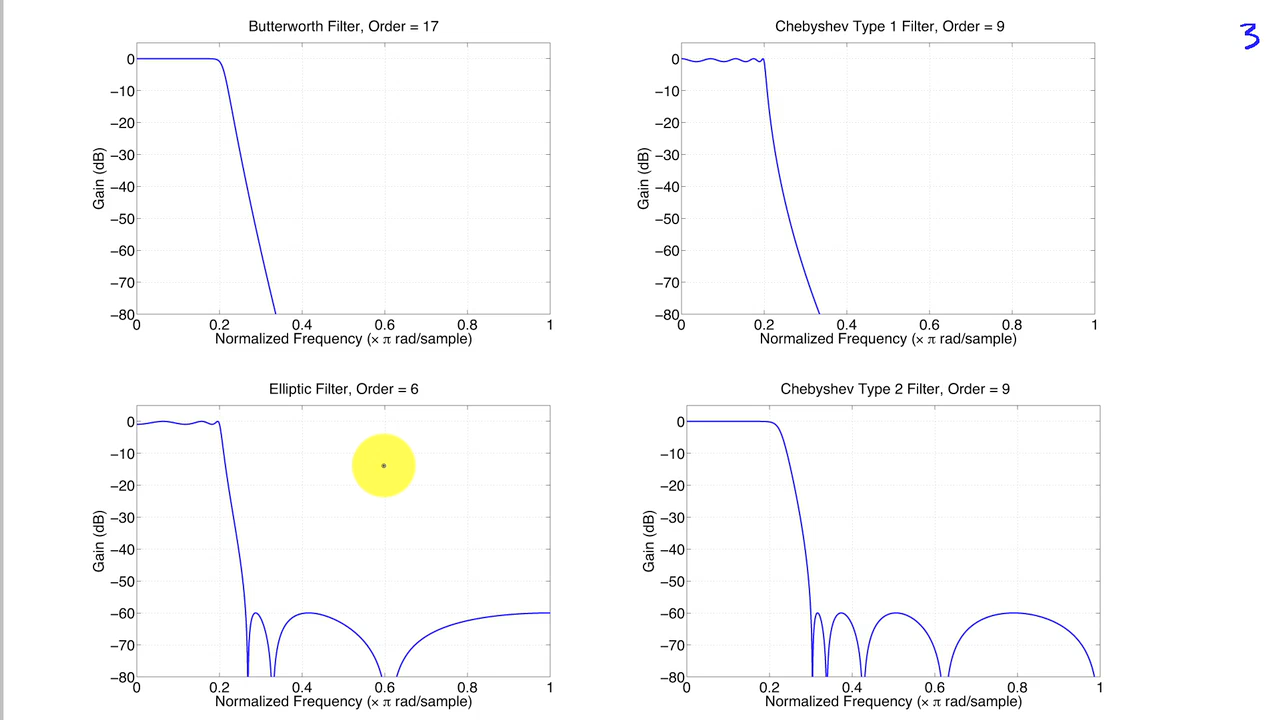 Butterworth Filter, Order = 17
0
−10
−20
−30
−40
−50
−60
−70
−80
Gain (dB)
0 0.2 0.4 0.6 0.8 1
Normalized Frequency (× π rad/sample)
Chebyshev Type 1 Filter, Order = 9
0
−10
−20
−30
−40
−50
−60
−70
−80
Gain (dB)
0 0.2 0.4 0.6 0.8 1
Normalized Frequency (× π rad/sample)
3
Elliptic Filter, Order = 6
0
−10
−20
−30
−40
−50
−60
−70
−80
Gain (dB)
0 0.2 0.4 0.6 0.8 1
Normalized Frequency (× π rad/sample)
Chebyshev Type 2 Filter, Order = 9
0
−10
−20
−30
−40
−50
−60
−70
−80
Gain (dB)
0 0.2 0.4 0.6 0.8 1
Normalized Frequency (× π rad/sample)